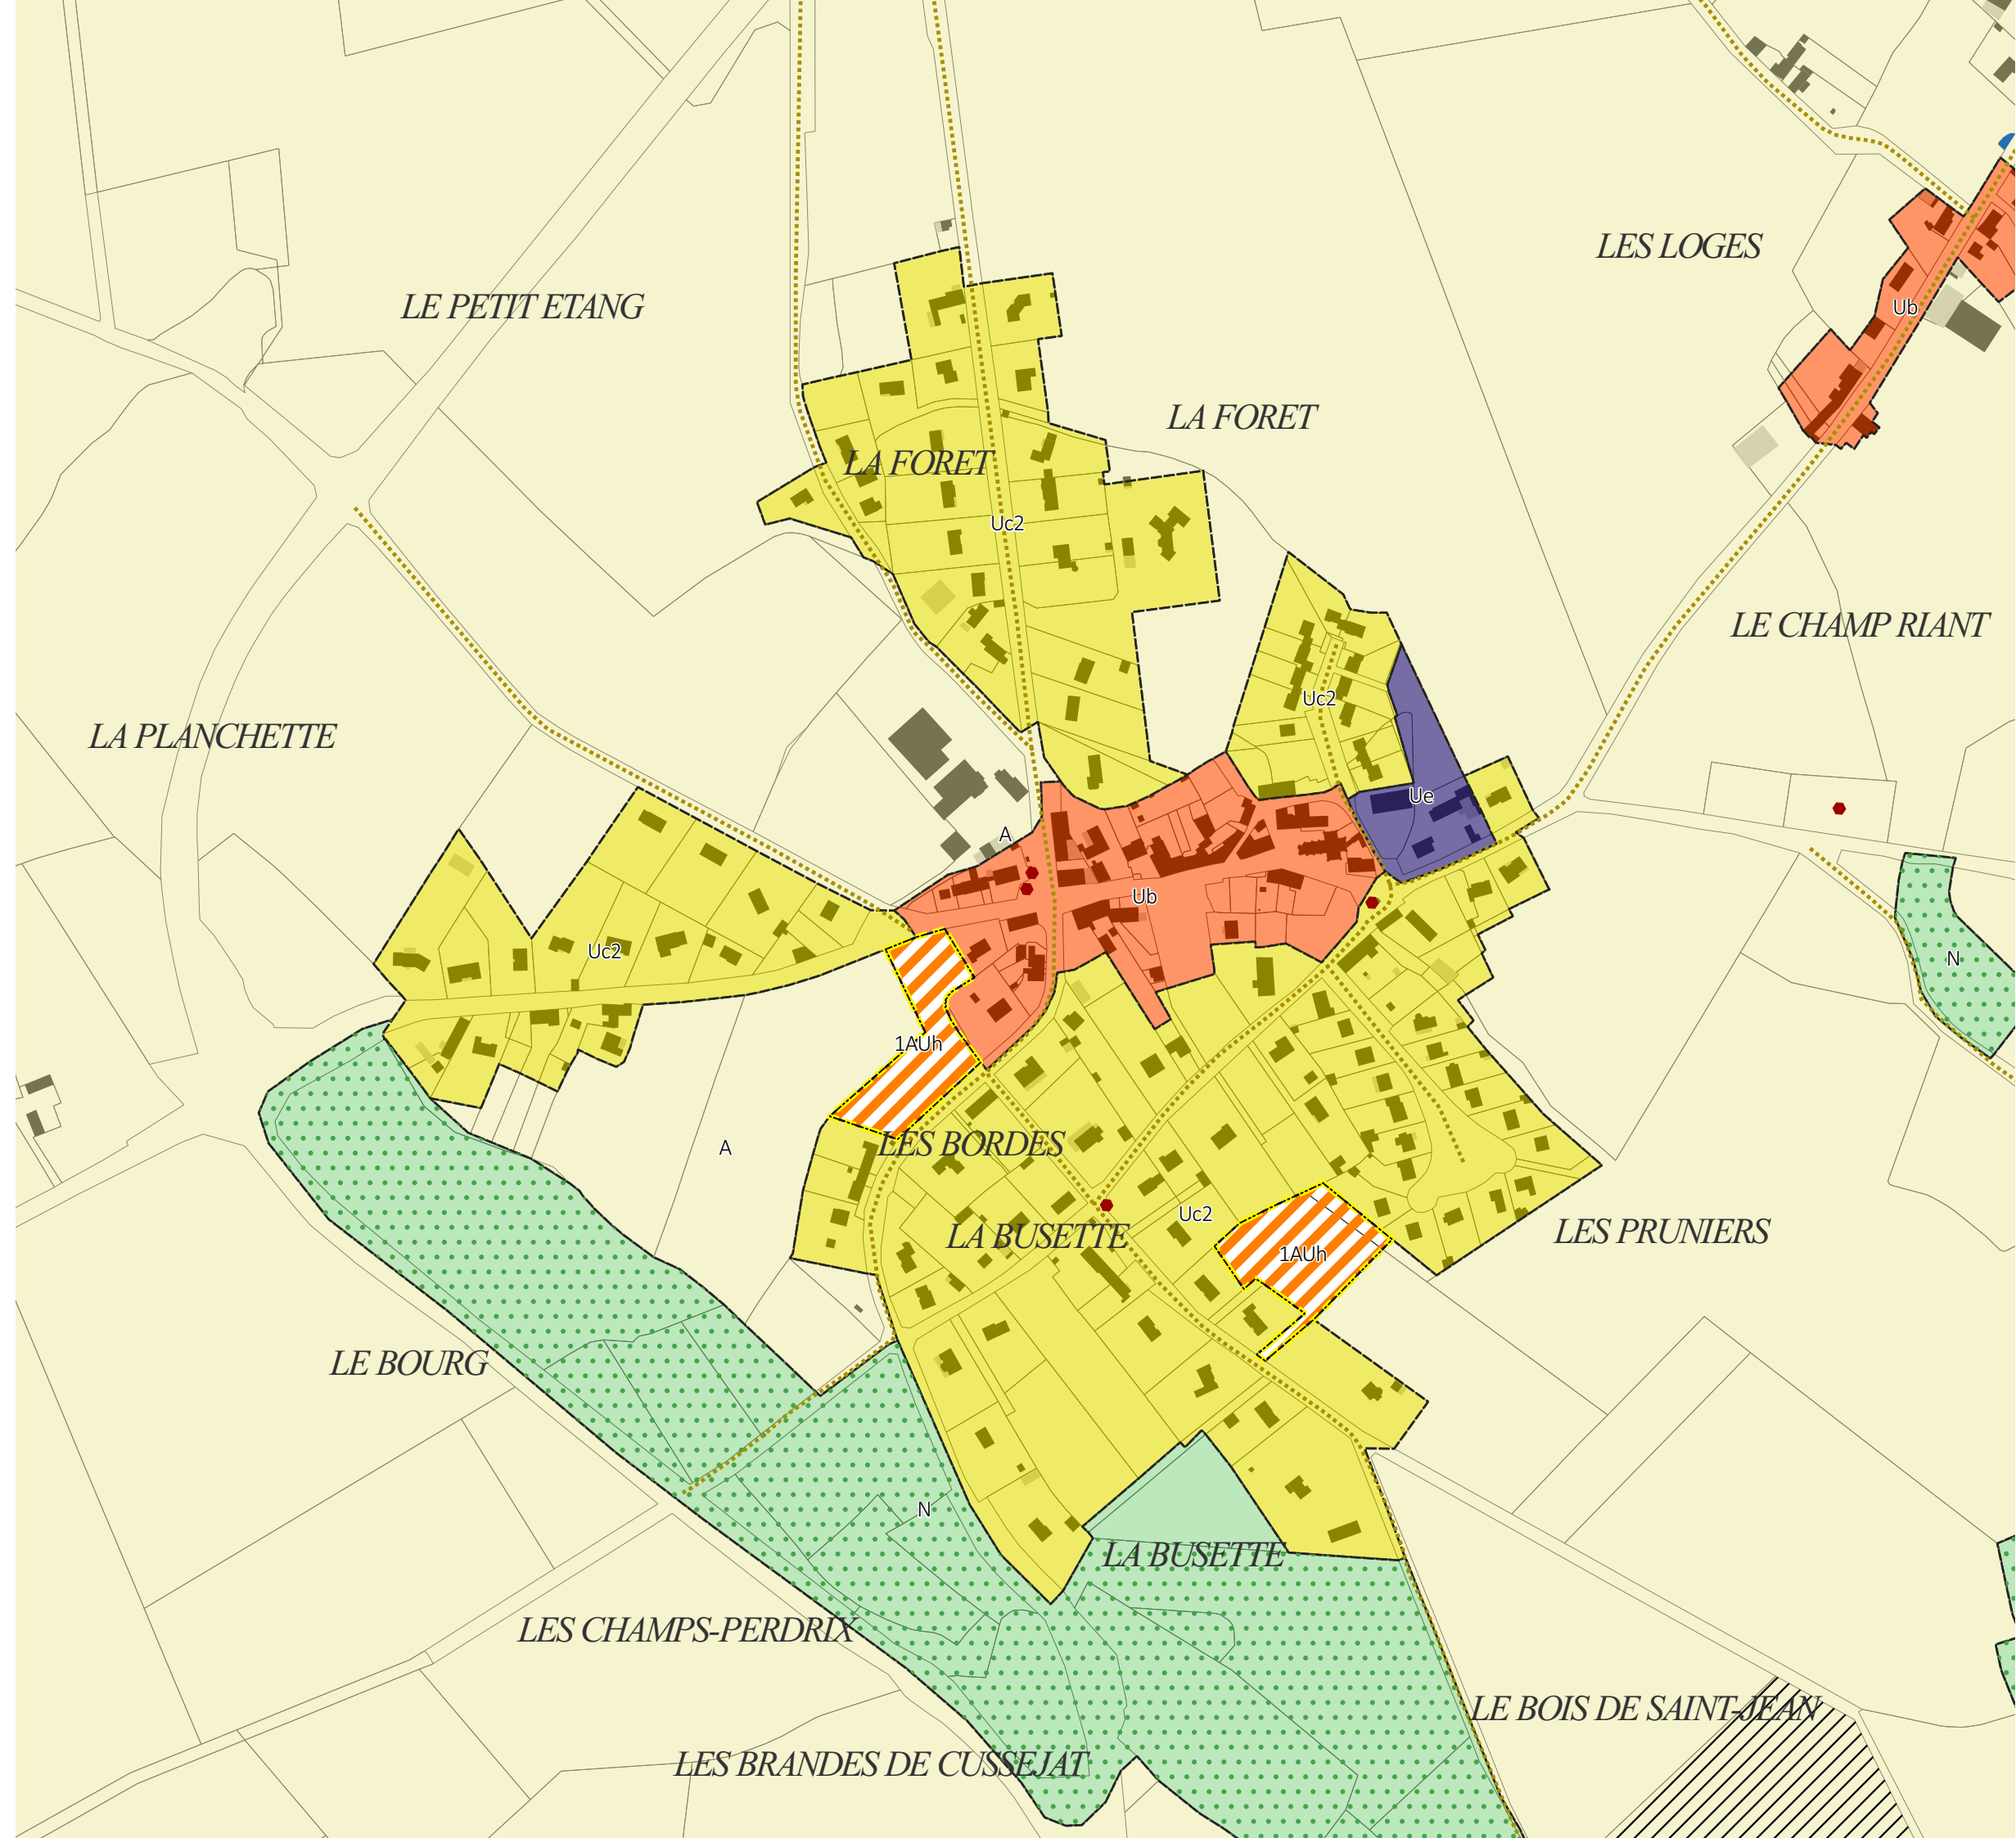 LES LOGES
LE PETIT ETANG
Ub
LA FORET
LA FORET
Uc2
LE CHAMP RIANT
Uc2
LA PLANCHETTE
Ue
A
Ub
Uc2
N
1AUh
LES BORDES
A
Uc2
LA BUSETTE
LES PRUNIERS
1AUh
LE BOURG
N
LA BUSETTE
LES CHAMPS-PERDRIX
LE BOIS DE SAINT-JEAN
LES BRANDES DE CUSSEJAT